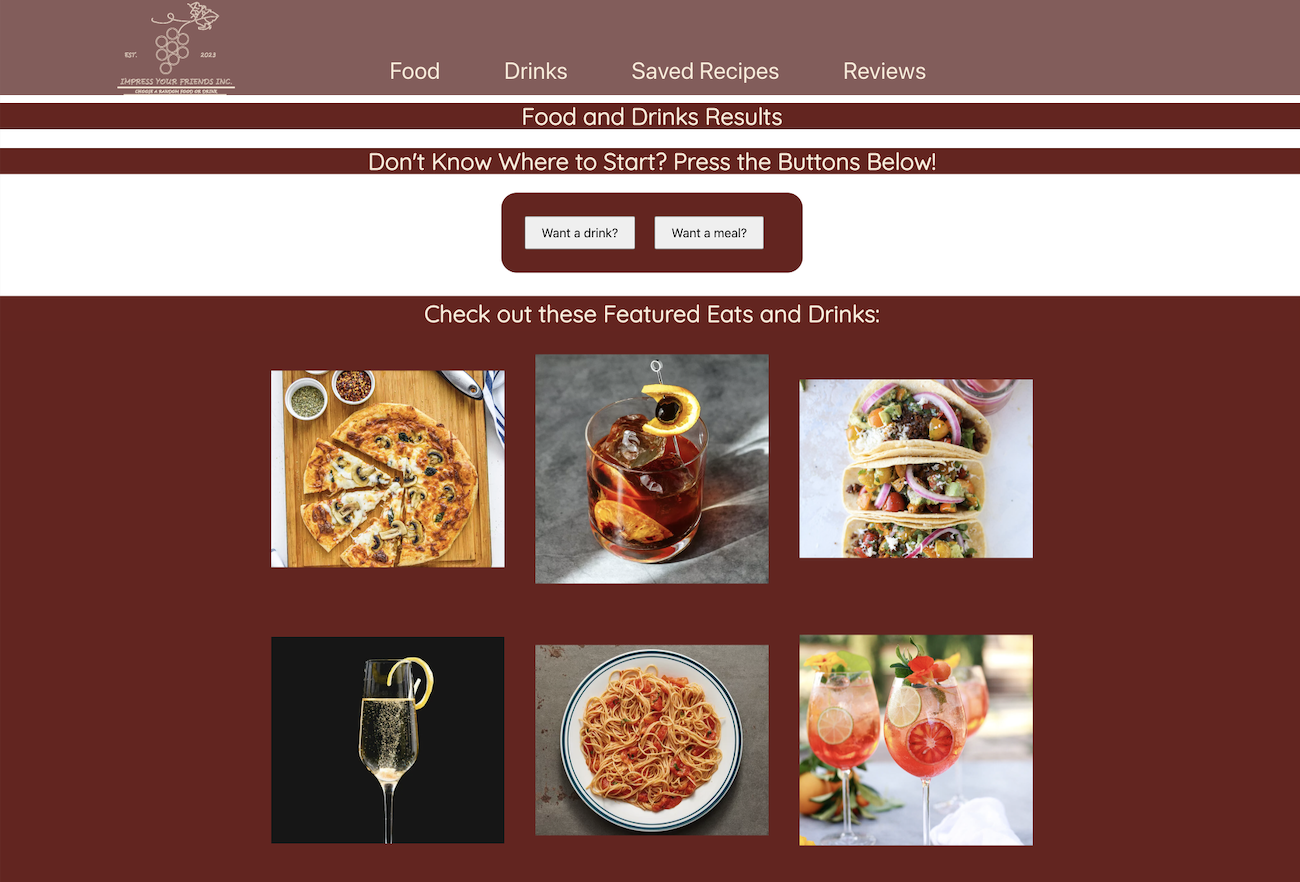 EST. 2023
IMPRESS YOUR FRIENDS INC.
CHOOSE A RANDOM FOOD OR DRINK
Food Drinks Saved Recipes Reviews
Food and Drinks Results
Don't Know Where to Start? Press the Buttons Below!
Want a drink? Want a meal?
Check out these Featured Eats and Drinks: